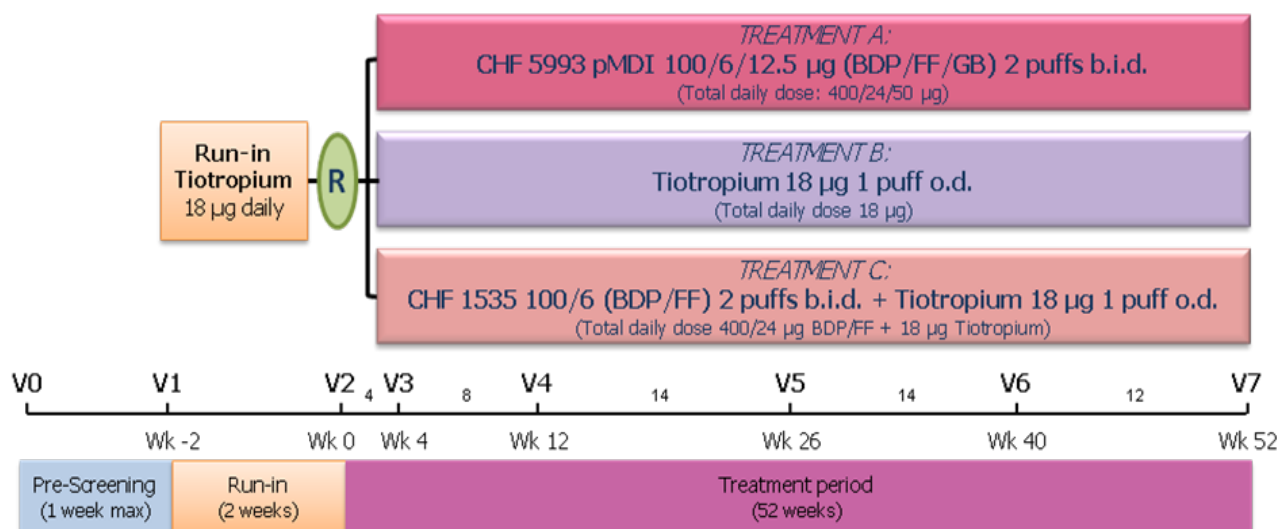 TREATMENT A:
CHF 5993 pMDI 100/6/12.5 µg (BDP/FF/GB) 2 puffs b.i.d.
(Total daily dose: 400/24/50 µg)
Run-in
Tiotropium
18 µg daily
R
TREATMENT B:
Tiotropium 18 µg 1 puff o.d.
(Total daily dose 18 µg)
TREATMENT C:
CHF 1535 100/6 (BDP/FF) 2 puffs b.i.d. + Tiotropium 18 µg 1 puff o.d.
(Total daily dose 400/24 µg BDP/FF + 18 µg Tiotropium)
V0 V1 V2 4 V3 8 V4 14 V5 14 V6 12 V7
Wk -2 Wk 0 Wk 4 Wk 12 Wk 26 Wk 40 Wk 52
Pre-Screening
(1 week max)
Run-in
(2 weeks)
Treatment period
(52 weeks)